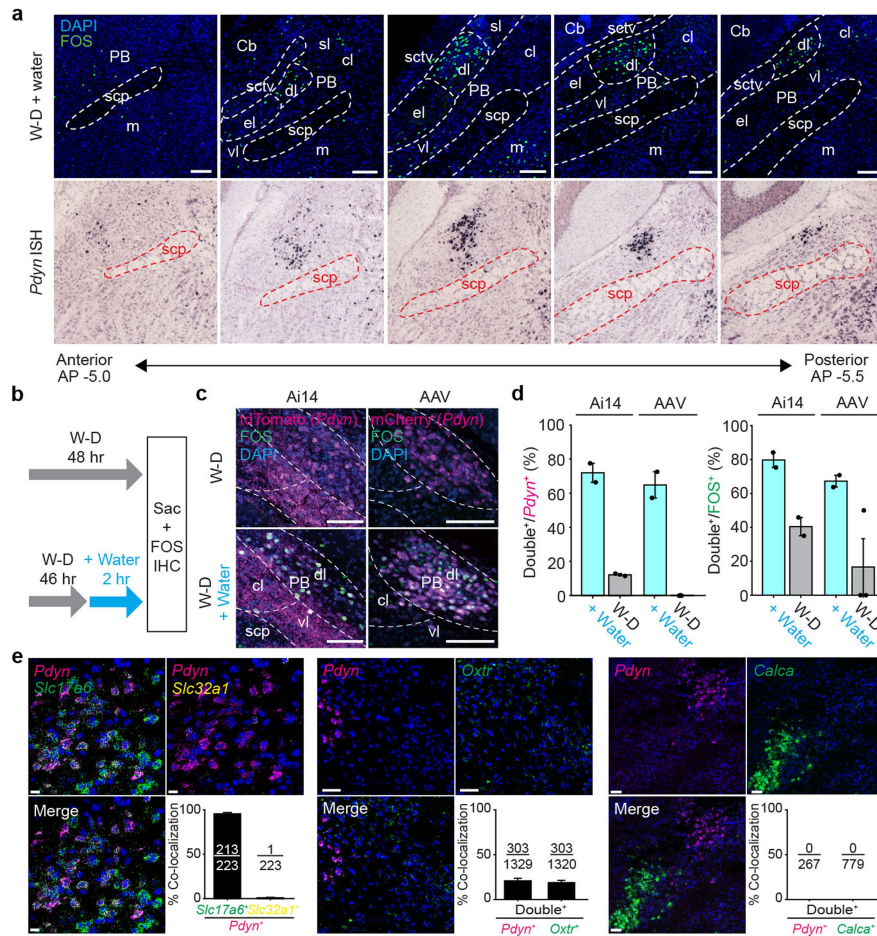 a
W-D + water
DAPI
FOS
PB
scp
m
Cb
sl
sctv
cl
dl
PB
el
scp
vl
m
sctv
sl
cl
dl
PB
el
scp
m
Cb
sctv
cl
dl
PB
el
vl
scp
m
cl
sctv
dl
vl
PB
el
scp
m
Pdyn ISH
scp
scp
scp
scp
scp
Anterior
AP -5.0
Posterior
AP -5.5
b
W-D
48 hr
W-D
46 hr
+ Water
2 hr
Sac
+
FOS
IHC
c
Ai14
AAV
W-D
tdTomato (Pdyn)
FOS
DAPI
mCherry (Pdyn)
FOS
DAPI
W-D
+ Water
cl
PB
dl
scp
vl
cl
PB
dl
vl
d
Ai14
AAV
Double⁺/Pdyn⁺ (%)
100
80
60
40
20
0
+ Water
W-D
+ Water
W-D
Ai14
AAV
Double⁺/FOS⁺ (%)
100
80
60
40
20
0
+ Water
W-D
+ Water
W-D
e
Pdyn
Slc17a6
Pdyn
Slc32a1
Merge
% Co-localization
100
50
0
213
223
1
223
Slc17a6⁺
Slc32a1⁺
Pdyn⁺
Pdyn
Oxtr
Merge
% Co-localization
100
50
0
303
1329
303
1320
Double⁺
Pdyn⁺
Oxtr⁺
Pdyn
Calca
Merge
% Co-localization
100
50
0
0
267
0
779
Double⁺
Pdyn⁺
Calca⁺